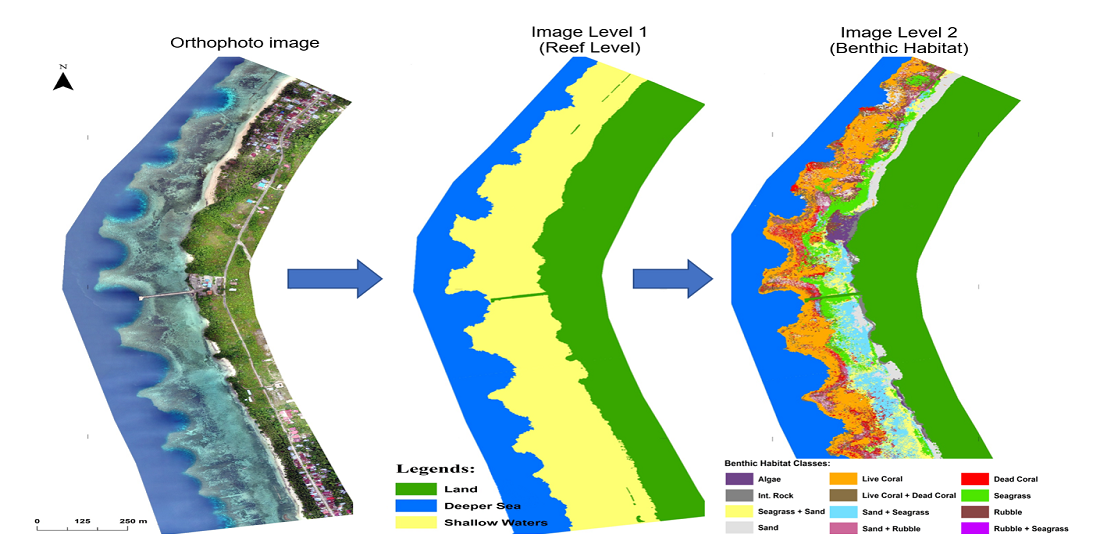 Orthophoto image
Image Level 1
(Reef Level)
Image Level 2
(Benthic Habitat)
N
Legends:
Land
Deeper Sea
Shallow Waters
0 125 250 m
Benthic Habitat Classes:
Algae
Live Coral
Dead Coral
Int. Rock
Live Coral + Dead Coral
Seagrass
Seagrass + Sand
Sand + Seagrass
Rubble
Sand
Sand + Rubble
Rubble + Seagrass